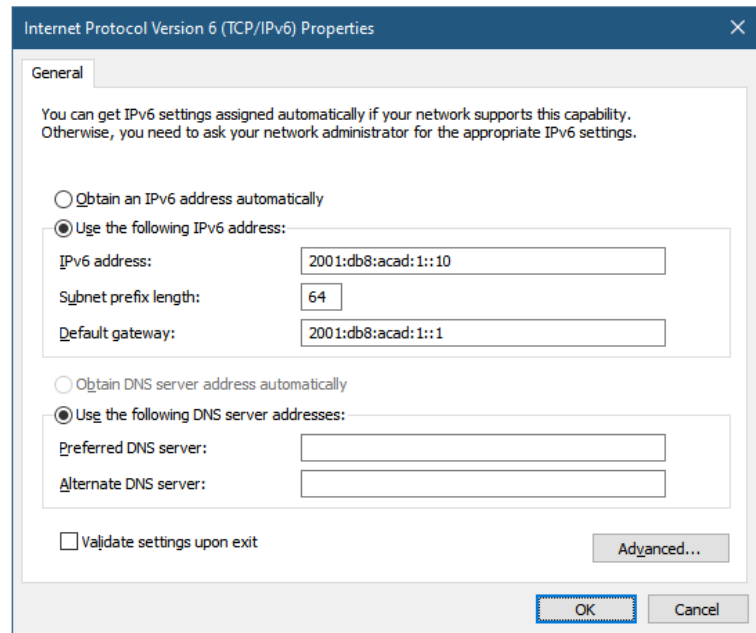 Internet Protocol Version 6 (TCP/IPv6) Properties
General
You can get IPv6 settings assigned automatically if your network supports this capability.
Otherwise, you need to ask your network administrator for the appropriate IPv6 settings.
Obtain an IPv6 address automatically
Use the following IPv6 address:
IPv6 address: 2001:db8:acad:1::10
Subnet prefix length: 64
Default gateway: 2001:db8:acad:1::1
Obtain DNS server address automatically
Use the following DNS server addresses:
Preferred DNS server:
Alternate DNS server:
Validate settings upon exit
Advanced...
OK Cancel